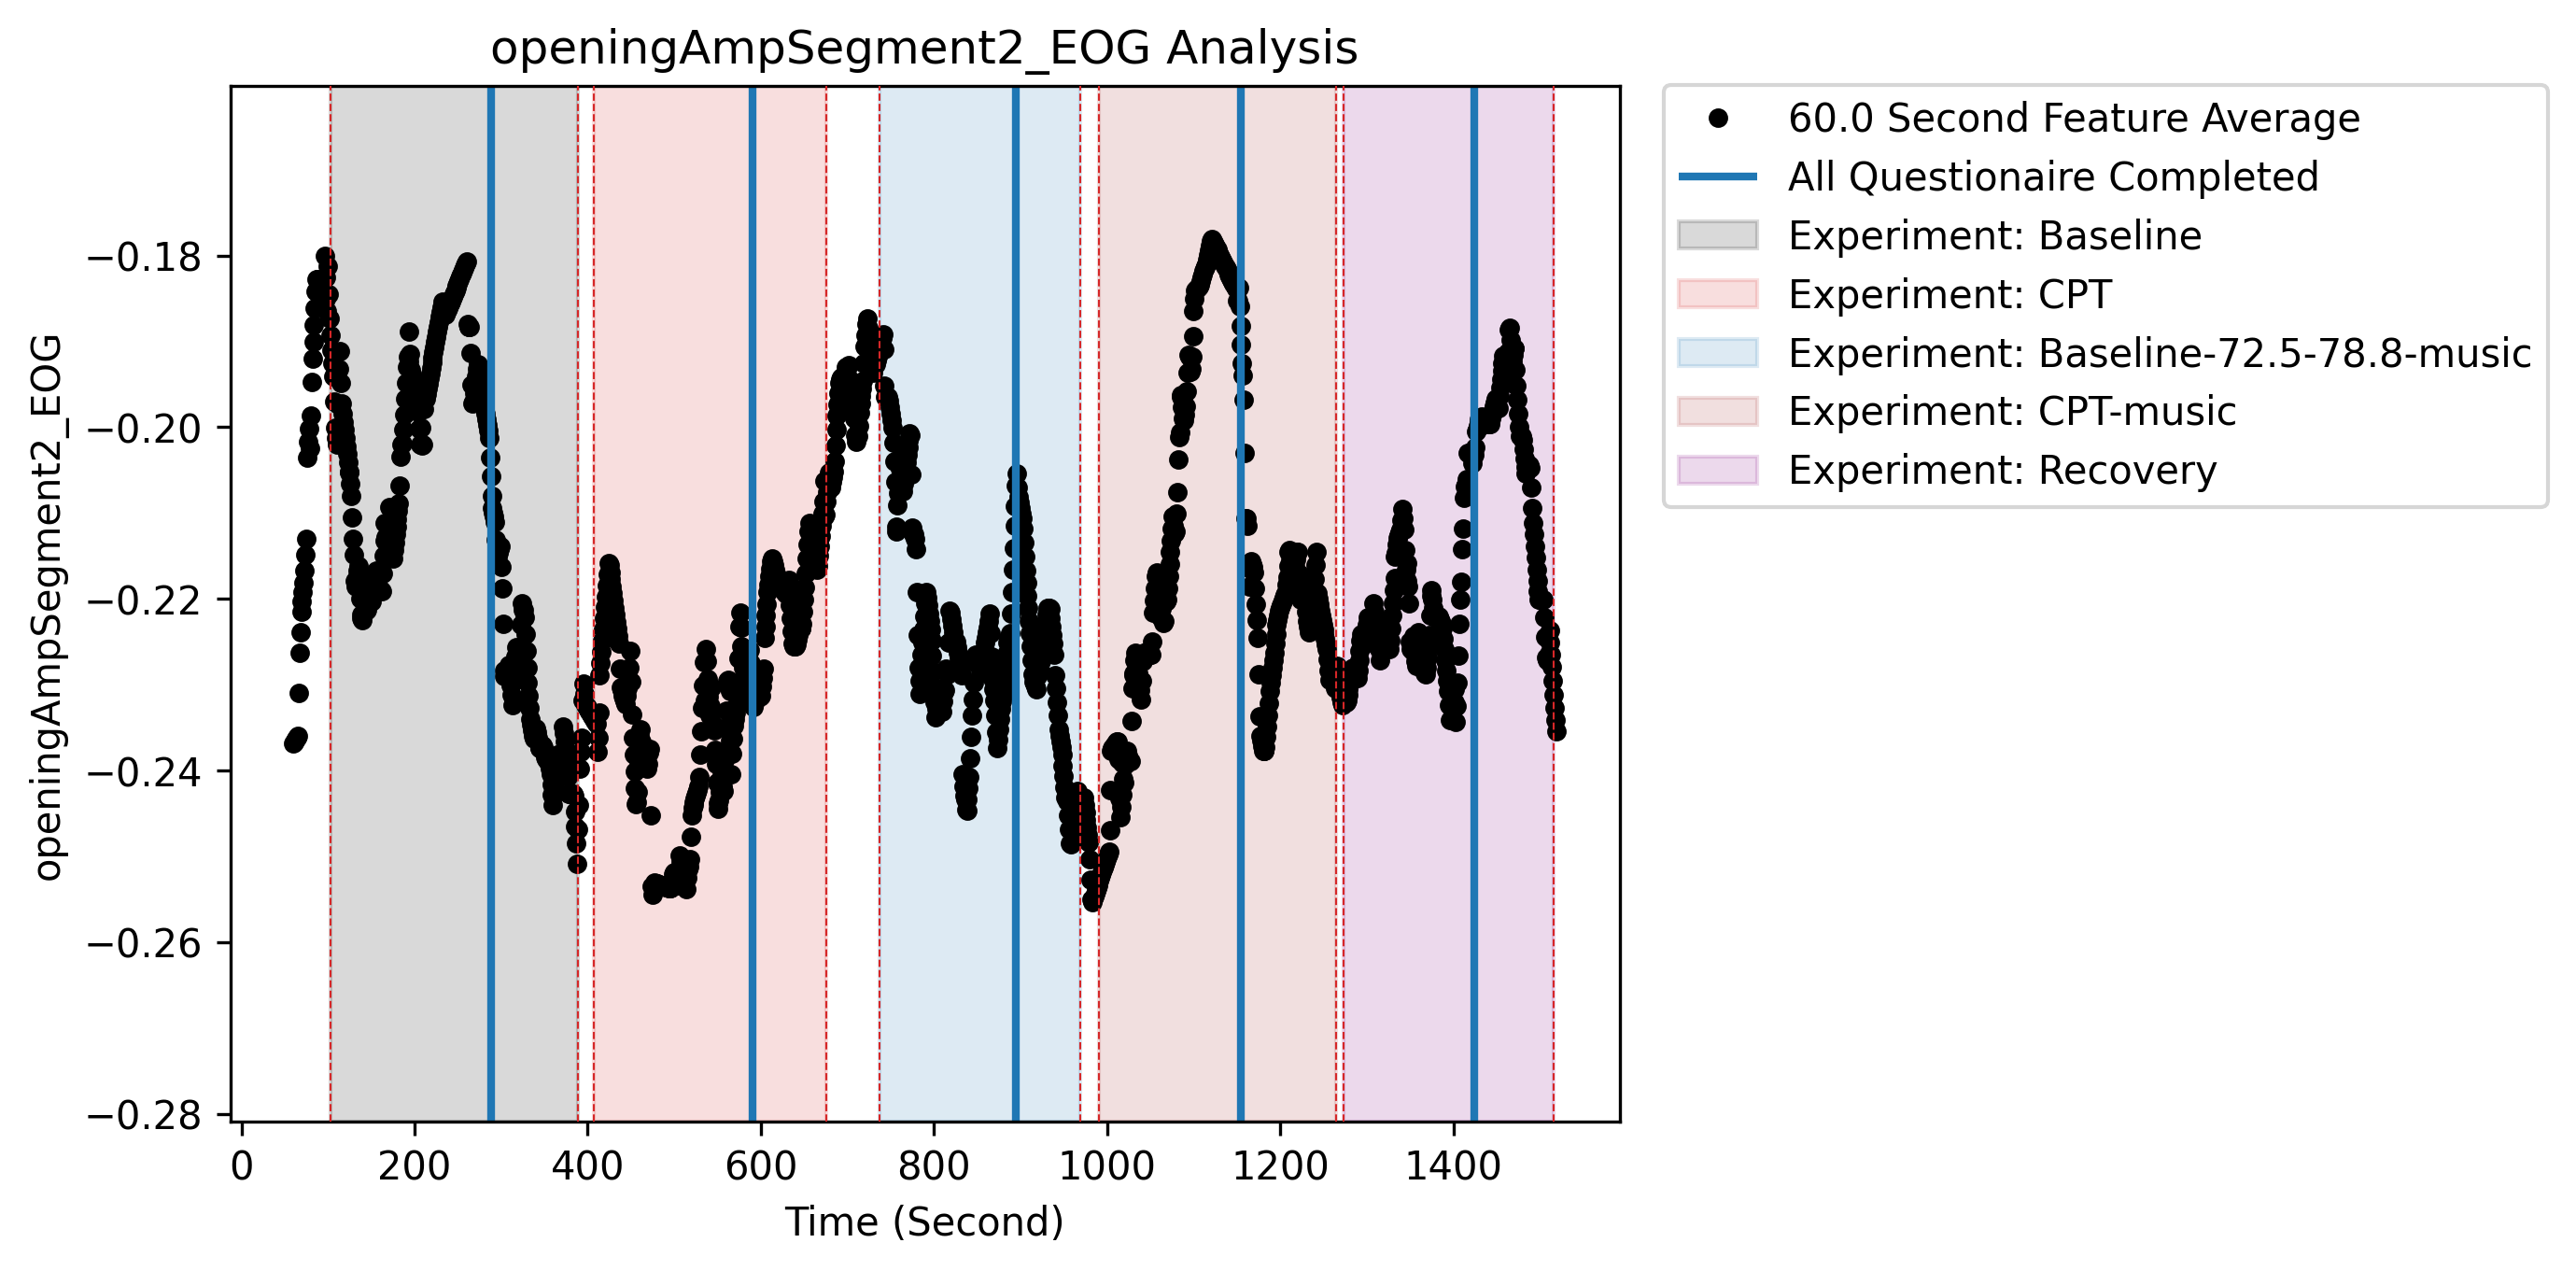 openingAmpSegment2_EOG Analysis
openingAmpSegment2_EOG
−0.18
−0.20
−0.22
−0.24
−0.26
−0.28
0 200 400 600 800 1000 1200 1400
Time (Second)
60.0 Second Feature Average
All Questionaire Completed
Experiment: Baseline
Experiment: CPT
Experiment: Baseline-72.5-78.8-music
Experiment: CPT-music
Experiment: Recovery